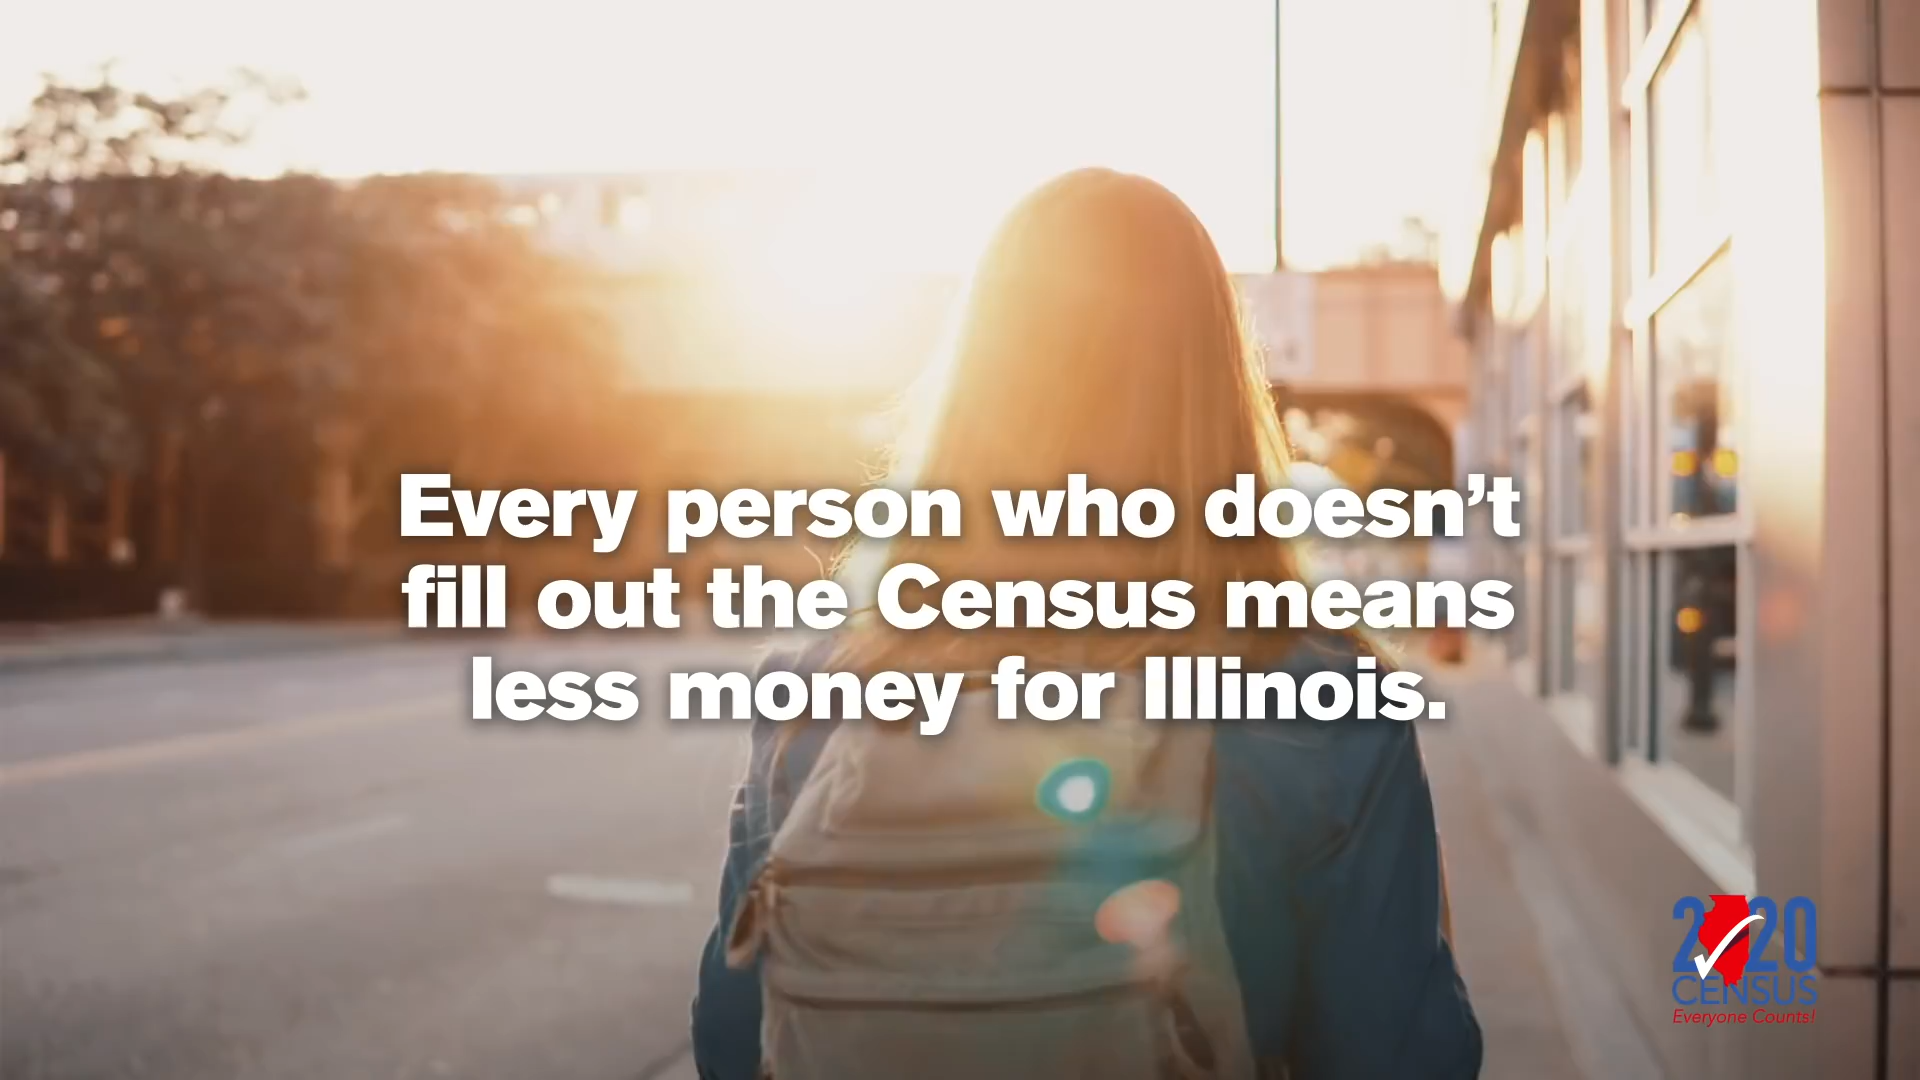 Every person who doesn’t
fill out the Census means
less money for Illinois.
2020
CENSUS
Everyone Counts!